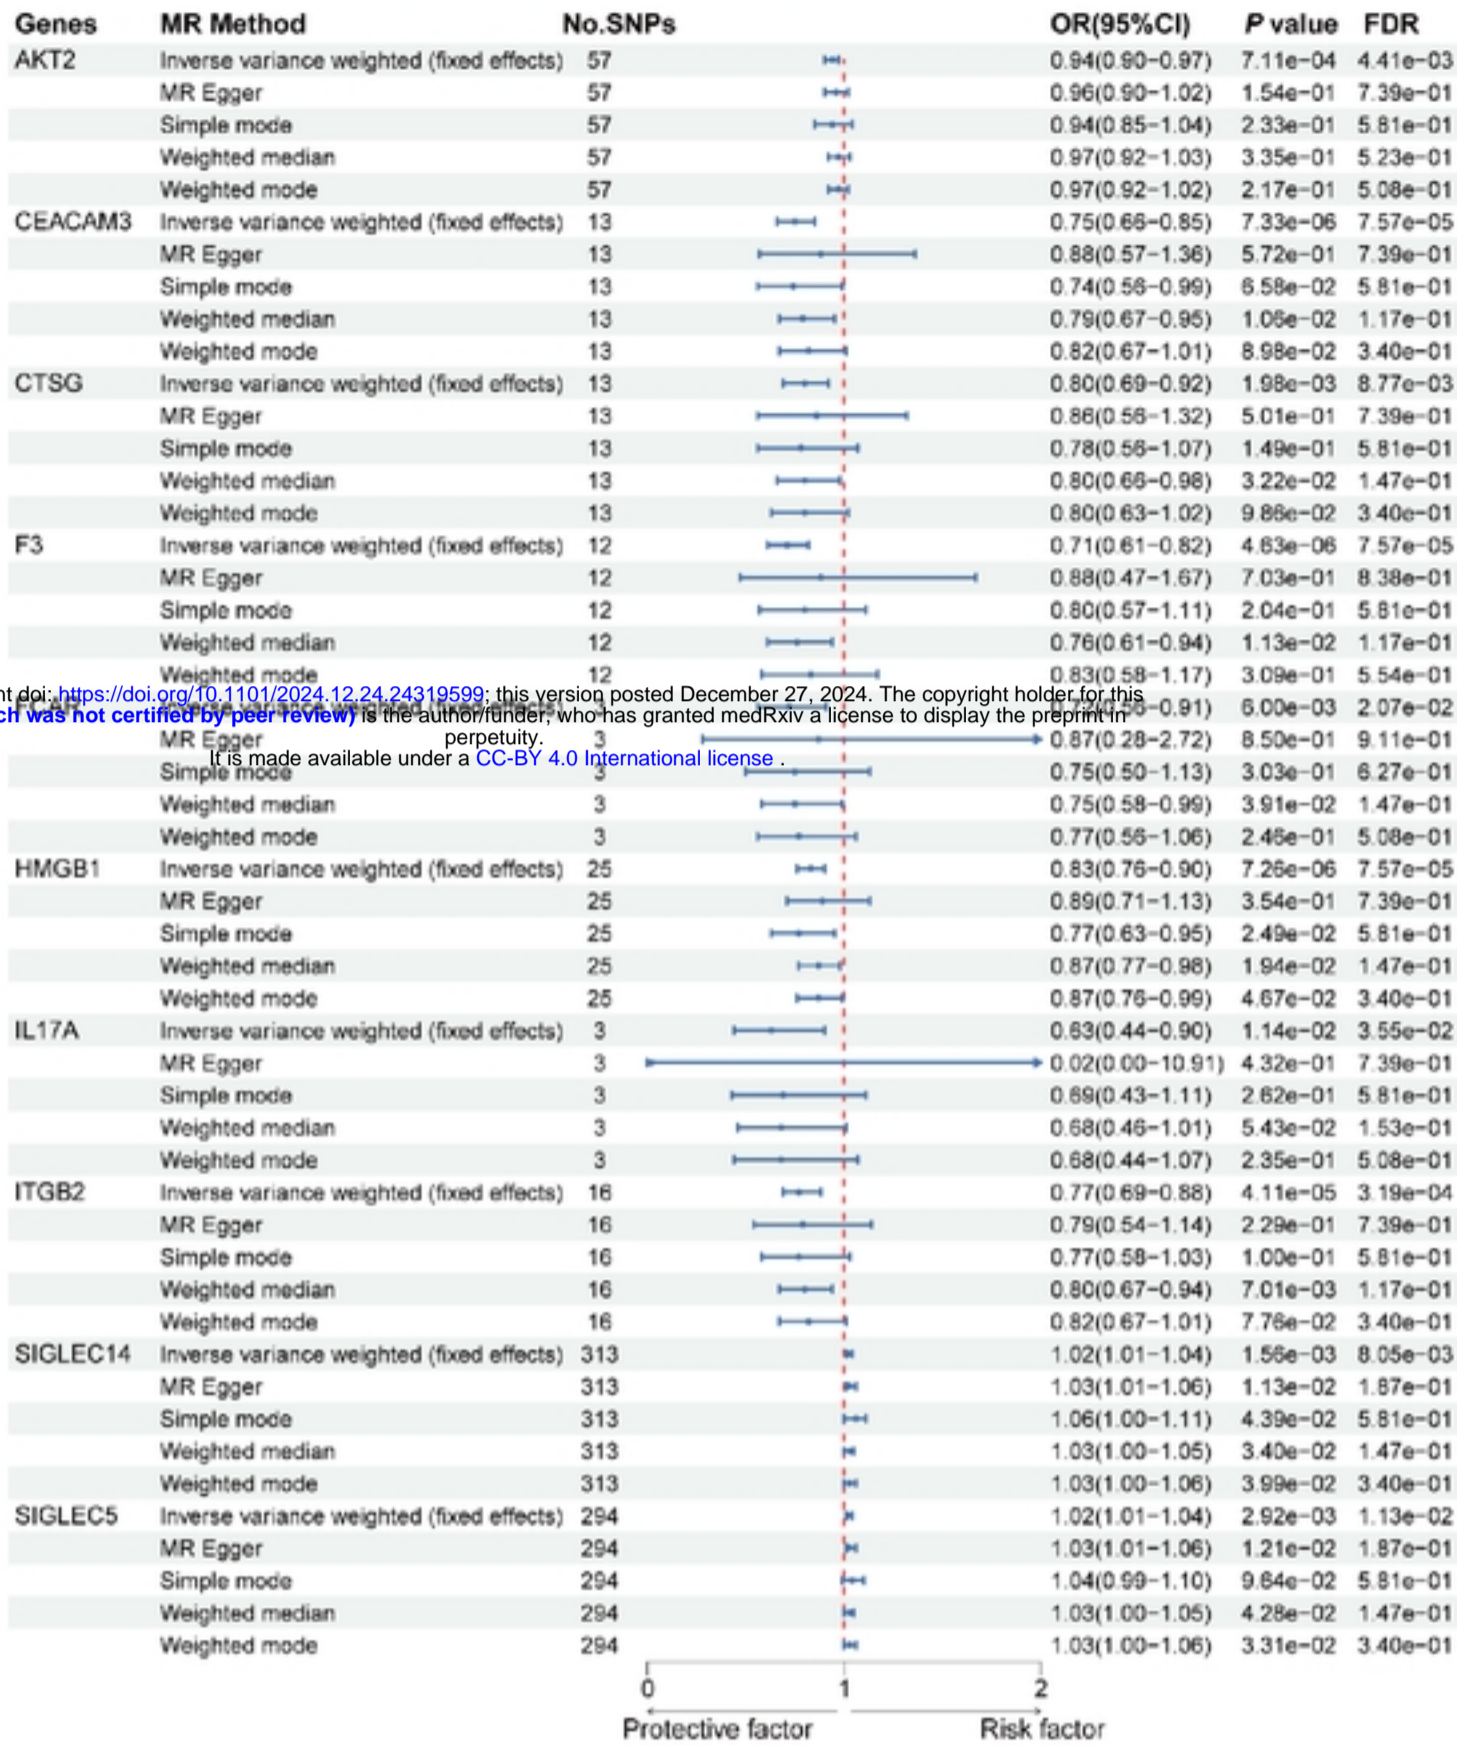 Genes MR Method No.SNPs OR(95%CI) P value FDR
AKT2 Inverse variance weighted (fixed effects) 57 0.94(0.90−0.97) 7.11e−04 4.41e−03
MR Egger 57 0.96(0.90−1.02) 1.54e−01 7.39e−01
Simple mode 57 0.94(0.85−1.04) 2.33e−01 5.81e−01
Weighted median 57 0.97(0.92−1.03) 3.35e−01 5.23e−01
Weighted mode 57 0.97(0.92−1.02) 2.17e−01 5.08e−01
CEACAM3 Inverse variance weighted (fixed effects) 13 0.75(0.66−0.85) 7.33e−06 7.57e−05
MR Egger 13 0.88(0.57−1.36) 5.72e−01 7.39e−01
Simple mode 13 0.74(0.56−0.99) 6.58e−02 5.81e−01
Weighted median 13 0.79(0.67−0.95) 1.06e−02 1.17e−01
Weighted mode 13 0.82(0.67−1.01) 8.98e−02 3.40e−01
CTSG Inverse variance weighted (fixed effects) 13 0.80(0.69−0.92) 1.98e−03 8.77e−03
MR Egger 13 0.86(0.56−1.32) 5.01e−01 7.39e−01
Simple mode 13 0.78(0.56−1.07) 1.49e−01 5.81e−01
Weighted median 13 0.80(0.66−0.98) 3.22e−02 1.47e−01
Weighted mode 13 0.80(0.63−1.02) 9.86e−02 3.40e−01
F3 Inverse variance weighted (fixed effects) 12 0.71(0.61−0.82) 4.63e−06 7.57e−05
MR Egger 12 0.88(0.47−1.67) 7.03e−01 8.38e−01
Simple mode 12 0.80(0.57−1.11) 2.04e−01 5.81e−01
Weighted median 12 0.76(0.61−0.94) 1.13e−02 1.17e−01
Weighted mode 12 0.83(0.58−1.17) 3.09e−01 5.54e−01
nt doi: https://doi.org/10.1101/2024.12.24.24319599; this version posted December 27, 2024. The copyright holder for this
FCAR Inverse variance weighted (fixed effects) 3 0.72(0.56−0.91) 6.00e−03 2.07e−02
ch was not certified by peer review) is the author/funder, who has granted medRxiv a license to display the preprint in
perpetuity.
MR Egger 3 0.87(0.28−2.72) 8.50e−01 9.11e−01
It is made available under a CC-BY 4.0 International license .
Simple mode 3 0.75(0.50−1.13) 3.03e−01 6.27e−01
Weighted median 3 0.75(0.58−0.99) 3.91e−02 1.47e−01
Weighted mode 3 0.77(0.56−1.06) 2.46e−01 5.08e−01
HMGB1 Inverse variance weighted (fixed effects) 25 0.83(0.76−0.90) 7.26e−06 7.57e−05
MR Egger 25 0.89(0.71−1.13) 3.54e−01 7.39e−01
Simple mode 25 0.77(0.63−0.95) 2.49e−02 5.81e−01
Weighted median 25 0.87(0.77−0.98) 1.94e−02 1.47e−01
Weighted mode 25 0.87(0.76−0.99) 4.67e−02 3.40e−01
IL17A Inverse variance weighted (fixed effects) 3 0.63(0.44−0.90) 1.14e−02 3.55e−02
MR Egger 3 0.02(0.00−10.91) 4.32e−01 7.39e−01
Simple mode 3 0.69(0.43−1.11) 2.62e−01 5.81e−01
Weighted median 3 0.68(0.46−1.01) 5.43e−02 1.53e−01
Weighted mode 3 0.68(0.44−1.07) 2.35e−01 5.08e−01
ITGB2 Inverse variance weighted (fixed effects) 16 0.77(0.69−0.88) 4.11e−05 3.19e−04
MR Egger 16 0.79(0.54−1.14) 2.29e−01 7.39e−01
Simple mode 16 0.77(0.58−1.03) 1.00e−01 5.81e−01
Weighted median 16 0.80(0.67−0.94) 7.01e−03 1.17e−01
Weighted mode 16 0.82(0.67−1.01) 7.76e−02 3.40e−01
SIGLEC14 Inverse variance weighted (fixed effects) 313 1.02(1.01−1.04) 1.56e−03 8.05e−03
MR Egger 313 1.03(1.01−1.06) 1.13e−02 1.87e−01
Simple mode 313 1.06(1.00−1.11) 4.39e−02 5.81e−01
Weighted median 313 1.03(1.00−1.05) 3.40e−02 1.47e−01
Weighted mode 313 1.03(1.00−1.06) 3.99e−02 3.40e−01
SIGLEC5 Inverse variance weighted (fixed effects) 294 1.02(1.01−1.04) 2.92e−03 1.13e−02
MR Egger 294 1.03(1.01−1.06) 1.21e−02 1.87e−01
Simple mode 294 1.04(0.99−1.10) 9.64e−02 5.81e−01
Weighted median 294 1.03(1.00−1.05) 4.28e−02 1.47e−01
Weighted mode 294 1.03(1.00−1.06) 3.31e−02 3.40e−01
0 1 2
Protective factor Risk factor